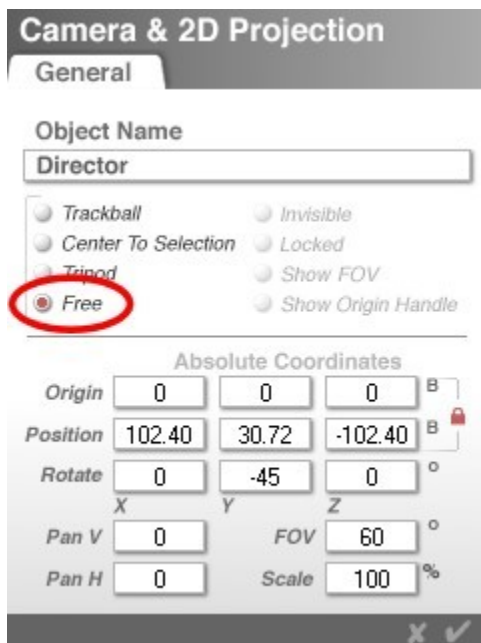 Camera & 2D Projection
General
Object Name
Director
Trackball Invisible
Center To Selection Locked
Tripod Show FOV
Free Show Origin Handle
Absolute Coordinates
Origin 0 0 0 B
Position 102.40 30.72 -102.40 B
Rotate 0 -45 0 °
X Y Z
Pan V 0 FOV 60 °
Pan H 0 Scale 100 %